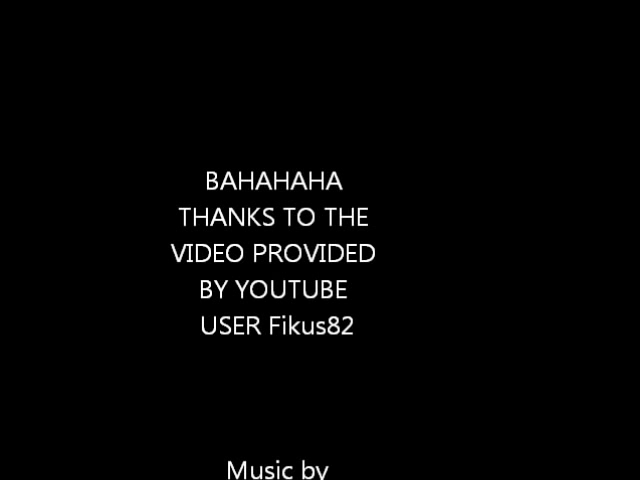 BAHAHAHA
THANKS TO THE
VIDEO PROVIDED
BY YOUTUBE
USER Fikus82
Music by